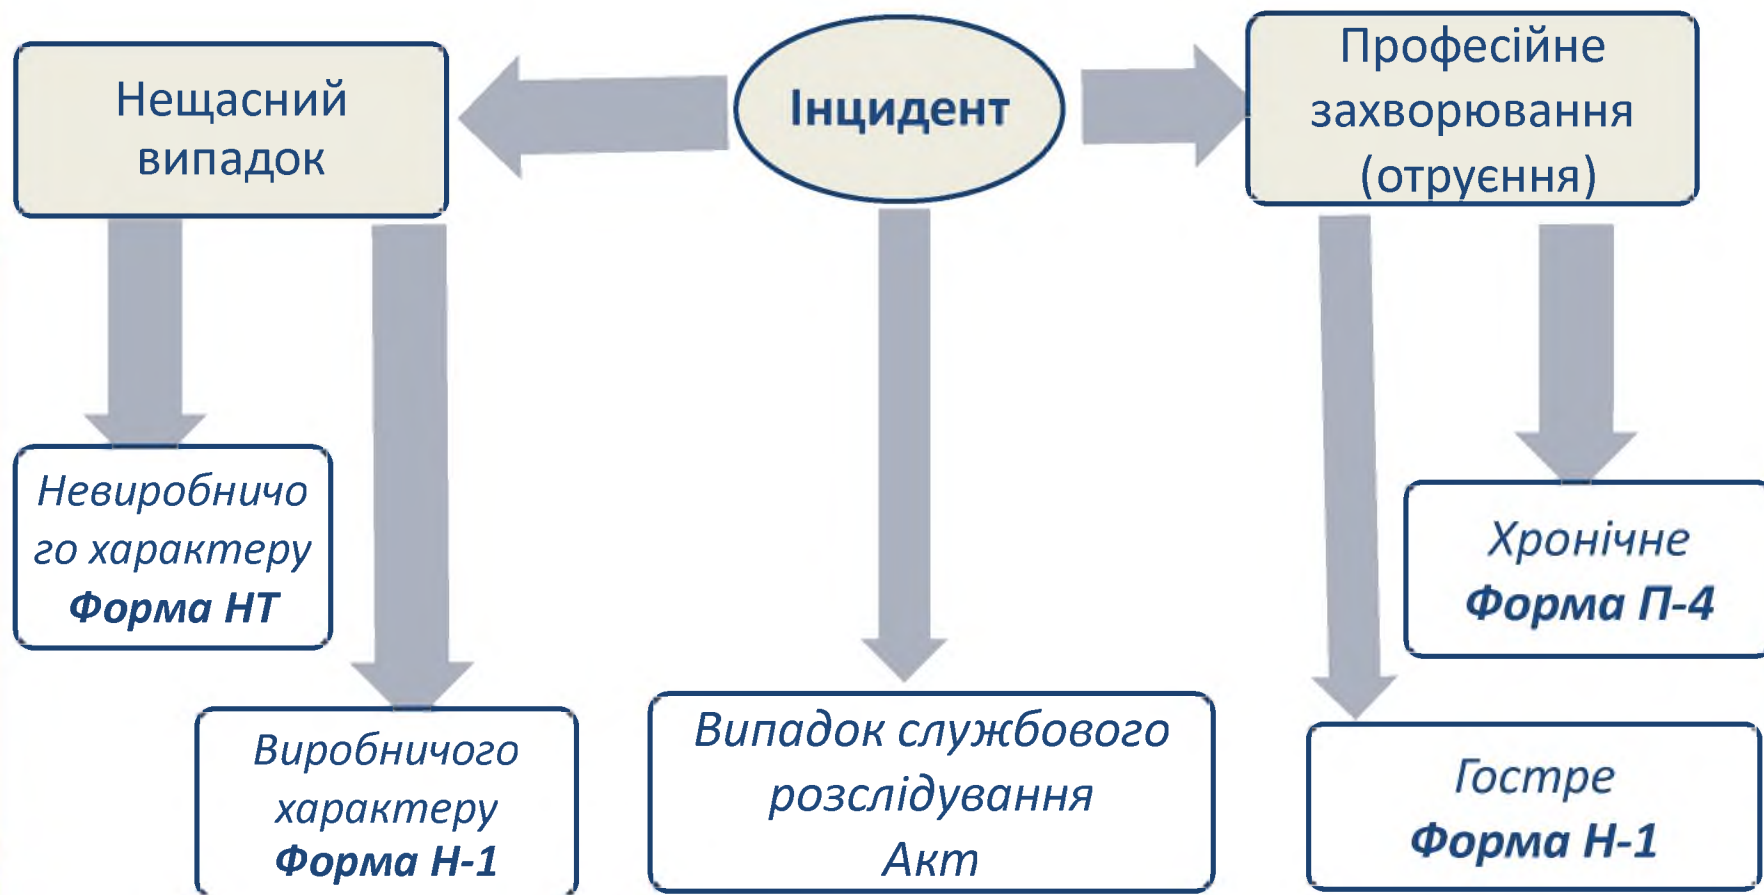 Нещасний
випадок
Інцидент
Професійне
захворювання
(отруєння)
Невиробничо
го характеру
Форма НТ
Виробничого
характеру
Форма Н-1
Випадок службового
розслідування
Акт
Хронічне
Форма П-4
Гостре
Форма Н-1